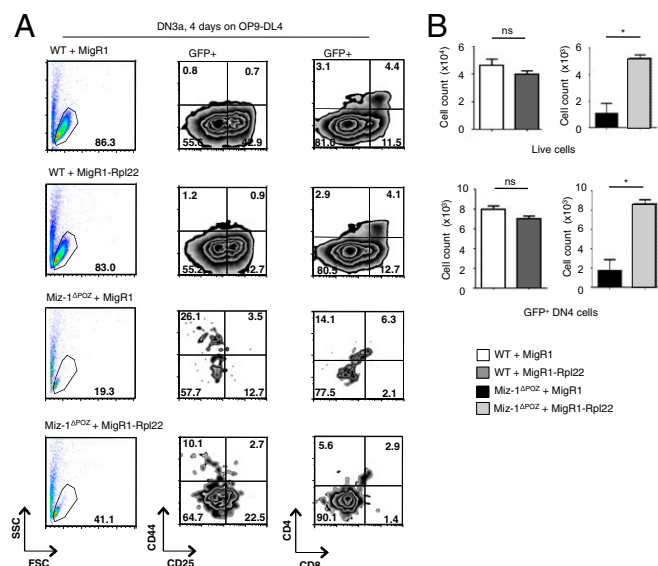 A
DN3a, 4 days on OP9-DL4
WT + MigR1
GFP+
GFP+
86.3
0.8 0.7
55.6 42.9
3.1 4.4
81.0 11.5
WT + MigR1-Rpl22
83.0
1.2 0.9
55.2 42.7
2.9 4.1
80.5 12.7
Miz-1ΔPOZ + MigR1
19.3
26.1 3.5
57.7 12.7
14.1 6.3
77.5 2.1
Miz-1ΔPOZ + MigR1-Rpl22
41.1
10.1 2.7
64.7 22.5
5.6 2.9
90.1 1.4
SSC
FSC
CD44
CD25
CD4
CD8
B
Cell count (x10⁴)
6
4
2
0
ns
Cell count (x10³)
6
4
2
0
*
Live cells
Cell count (x10³)
10
8
6
4
2
0
ns
Cell count (x10³)
10
8
6
4
2
0
*
GFP⁺ DN4 cells
WT + MigR1
WT + MigR1-Rpl22
Miz-1ΔPOZ + MigR1
Miz-1ΔPOZ + MigR1-Rpl22